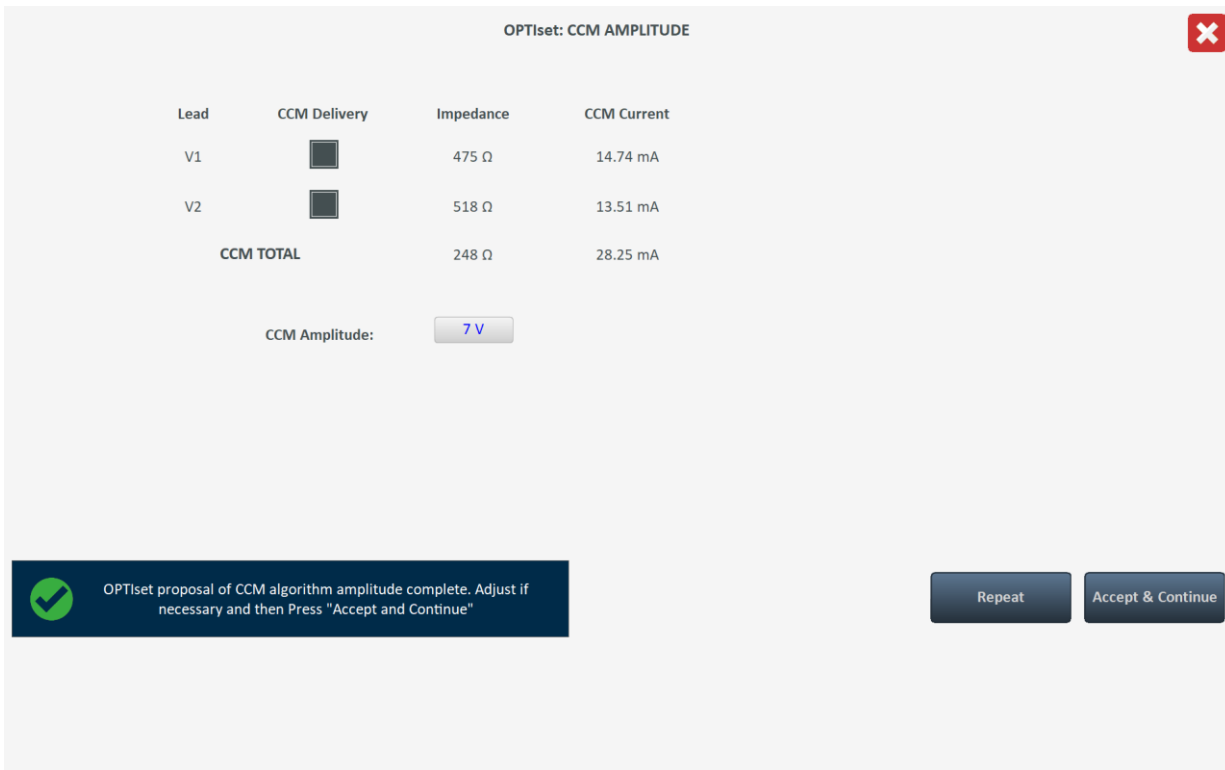 OPTIset: CCM AMPLITUDE
Lead CCM Delivery Impedance CCM Current
V1 475 Ω 14.74 mA
V2 518 Ω 13.51 mA
CCM TOTAL 248 Ω 28.25 mA
CCM Amplitude: 7 V
OPTIset proposal of CCM algorithm amplitude complete. Adjust if
necessary and then Press "Accept and Continue"
Repeat Accept & Continue